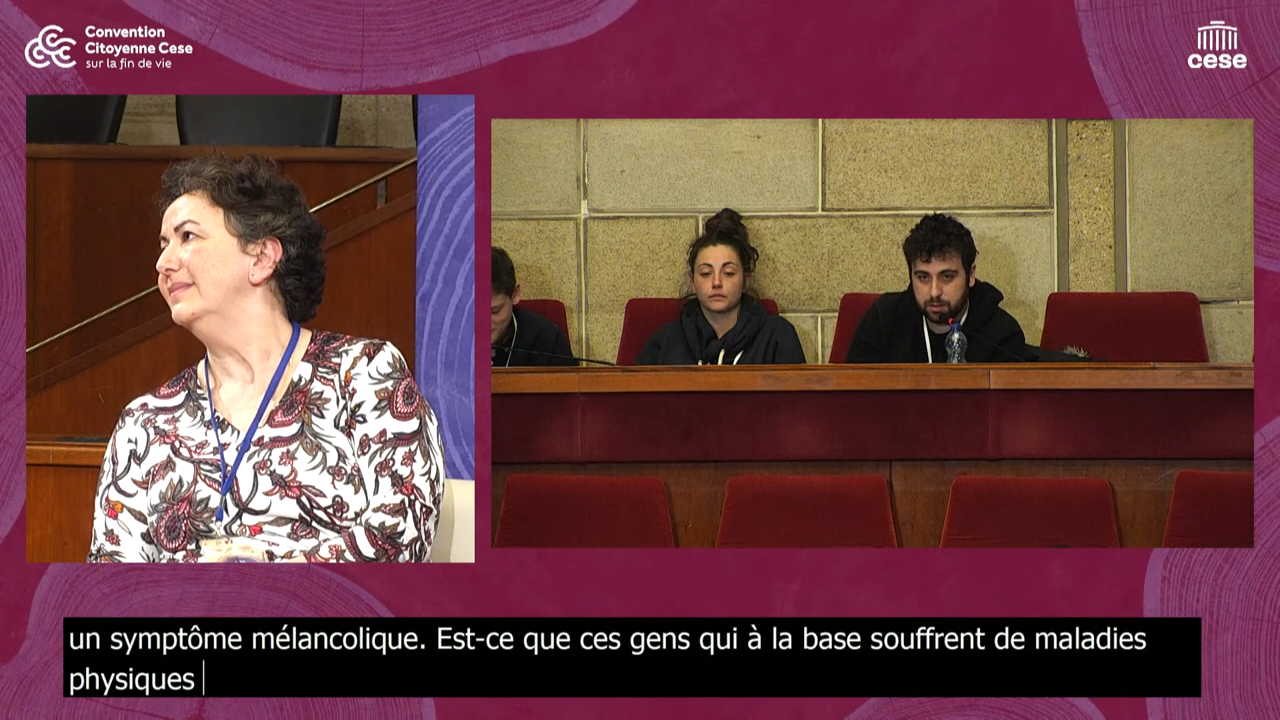 Convention
Citoyenne Cese
sur la fin de vie
cese
un symptôme mélancolique. Est-ce que ces gens qui à la base souffrent de maladies
physiques